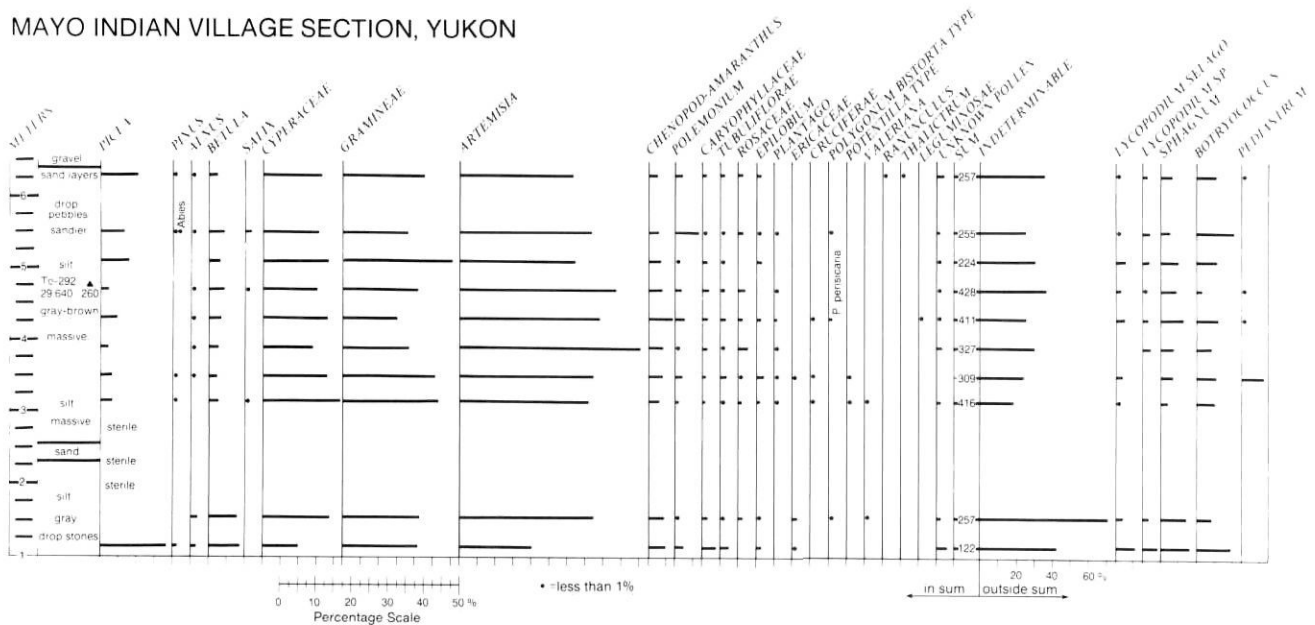 MAYO INDIAN VILLAGE SECTION, YUKON
METERS
PICEA
PINUS
ALNUS
BETULA
SALIX
CYPERACEAE
GRAMINEAE
ARTEMISIA
CHENOPOD-AMARANTHUS
POLEMONIUM
CARYOPHYLLACEAE
TUBULIFLORAE
ROSACEAE
EPILOBIUM
PLANTAGO
ERICACEAE
CRUCIFERAE
POLYGONUM BISTORTA TYPE
POTENTILLA TYPE
VALERIANA
RANUNCULUS
THALICTRUM
LEGUMINOSAE
UNKNOWN POLLEN
SUM
INDETERMINABLE
LYCOPODIUM SELAGO
LYCOPODIUM SP
SPHAGNUM
BOTRYOCOCCUS
PEDIASTRUM
gravel
sand layers
257
6
drop
pebbles
Abies
sandier
255
5
silt
224
29 640 260
428
P. persicaria
gray-brown
411
4
massive
327
309
3
silt
416
massive
sterile
sand
sterile
2
sterile
silt
gray
257
drop stones
122
1
20 40 60 %
in sum
outside sum
• =less than 1%
0 10 20 30 40 50 %
Percentage Scale